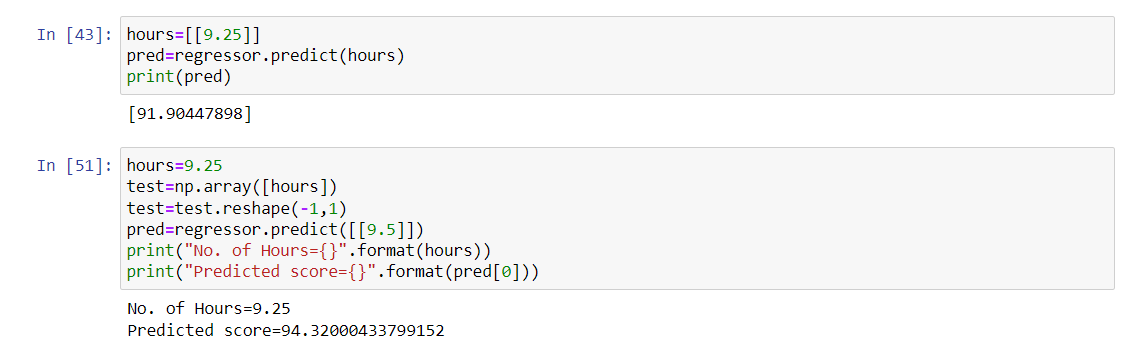 In [43]: hours=[[9.25]]
pred=regressor.predict(hours)
print(pred)
[91.90447898]
In [51]: hours=9.25
test=np.array([hours])
test=test.reshape(-1,1)
pred=regressor.predict([[9.5]])
print("No. of Hours={}".format(hours))
print("Predicted score={}".format(pred[0]))
No. of Hours=9.25
Predicted score=94.32000433799152